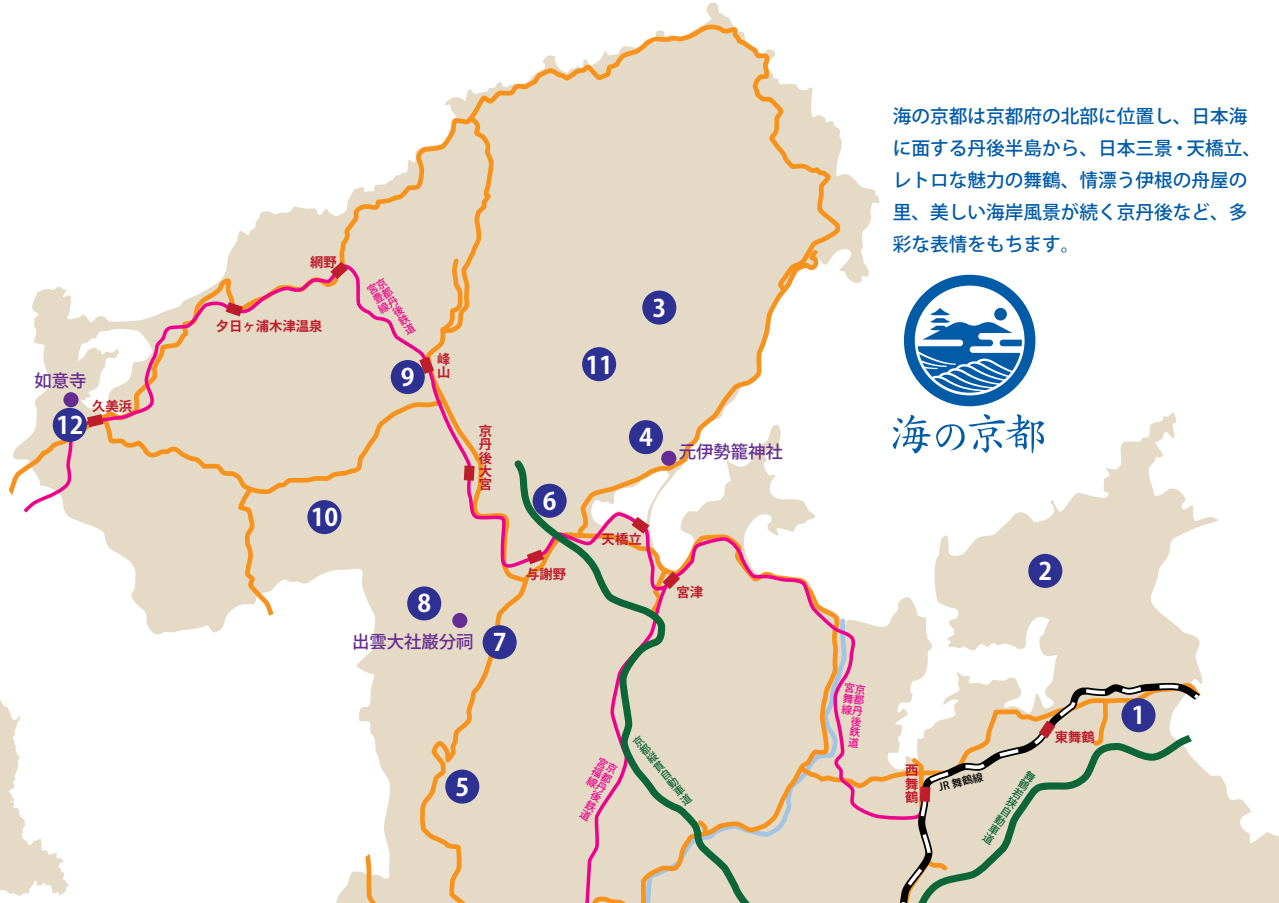 海の京都は京都府の北部に位置し、日本海
に面する丹後半島から、日本三景・天橋立、
レトロな魅力の舞鶴、情漂う伊根の舟屋の
里、美しい海岸風景が続く京丹後など、多
彩な表情をもちます。
海の京都
網野
京都丹後鉄道
宮豊線
夕日ヶ浦木津温泉
3
11
9
峰山
如意寺
久美浜
12
京丹後大宮
4
元伊勢籠神社
6
10
天橋立
与謝野
宮津
2
8
出雲大社巌分祠
7
京都丹後鉄道
宮舞線
1
東舞鶴
西舞鶴
JR 舞鶴線
舞鶴若狭自動車道
京都縦貫自動車道
京都丹後鉄道
宮福線
5